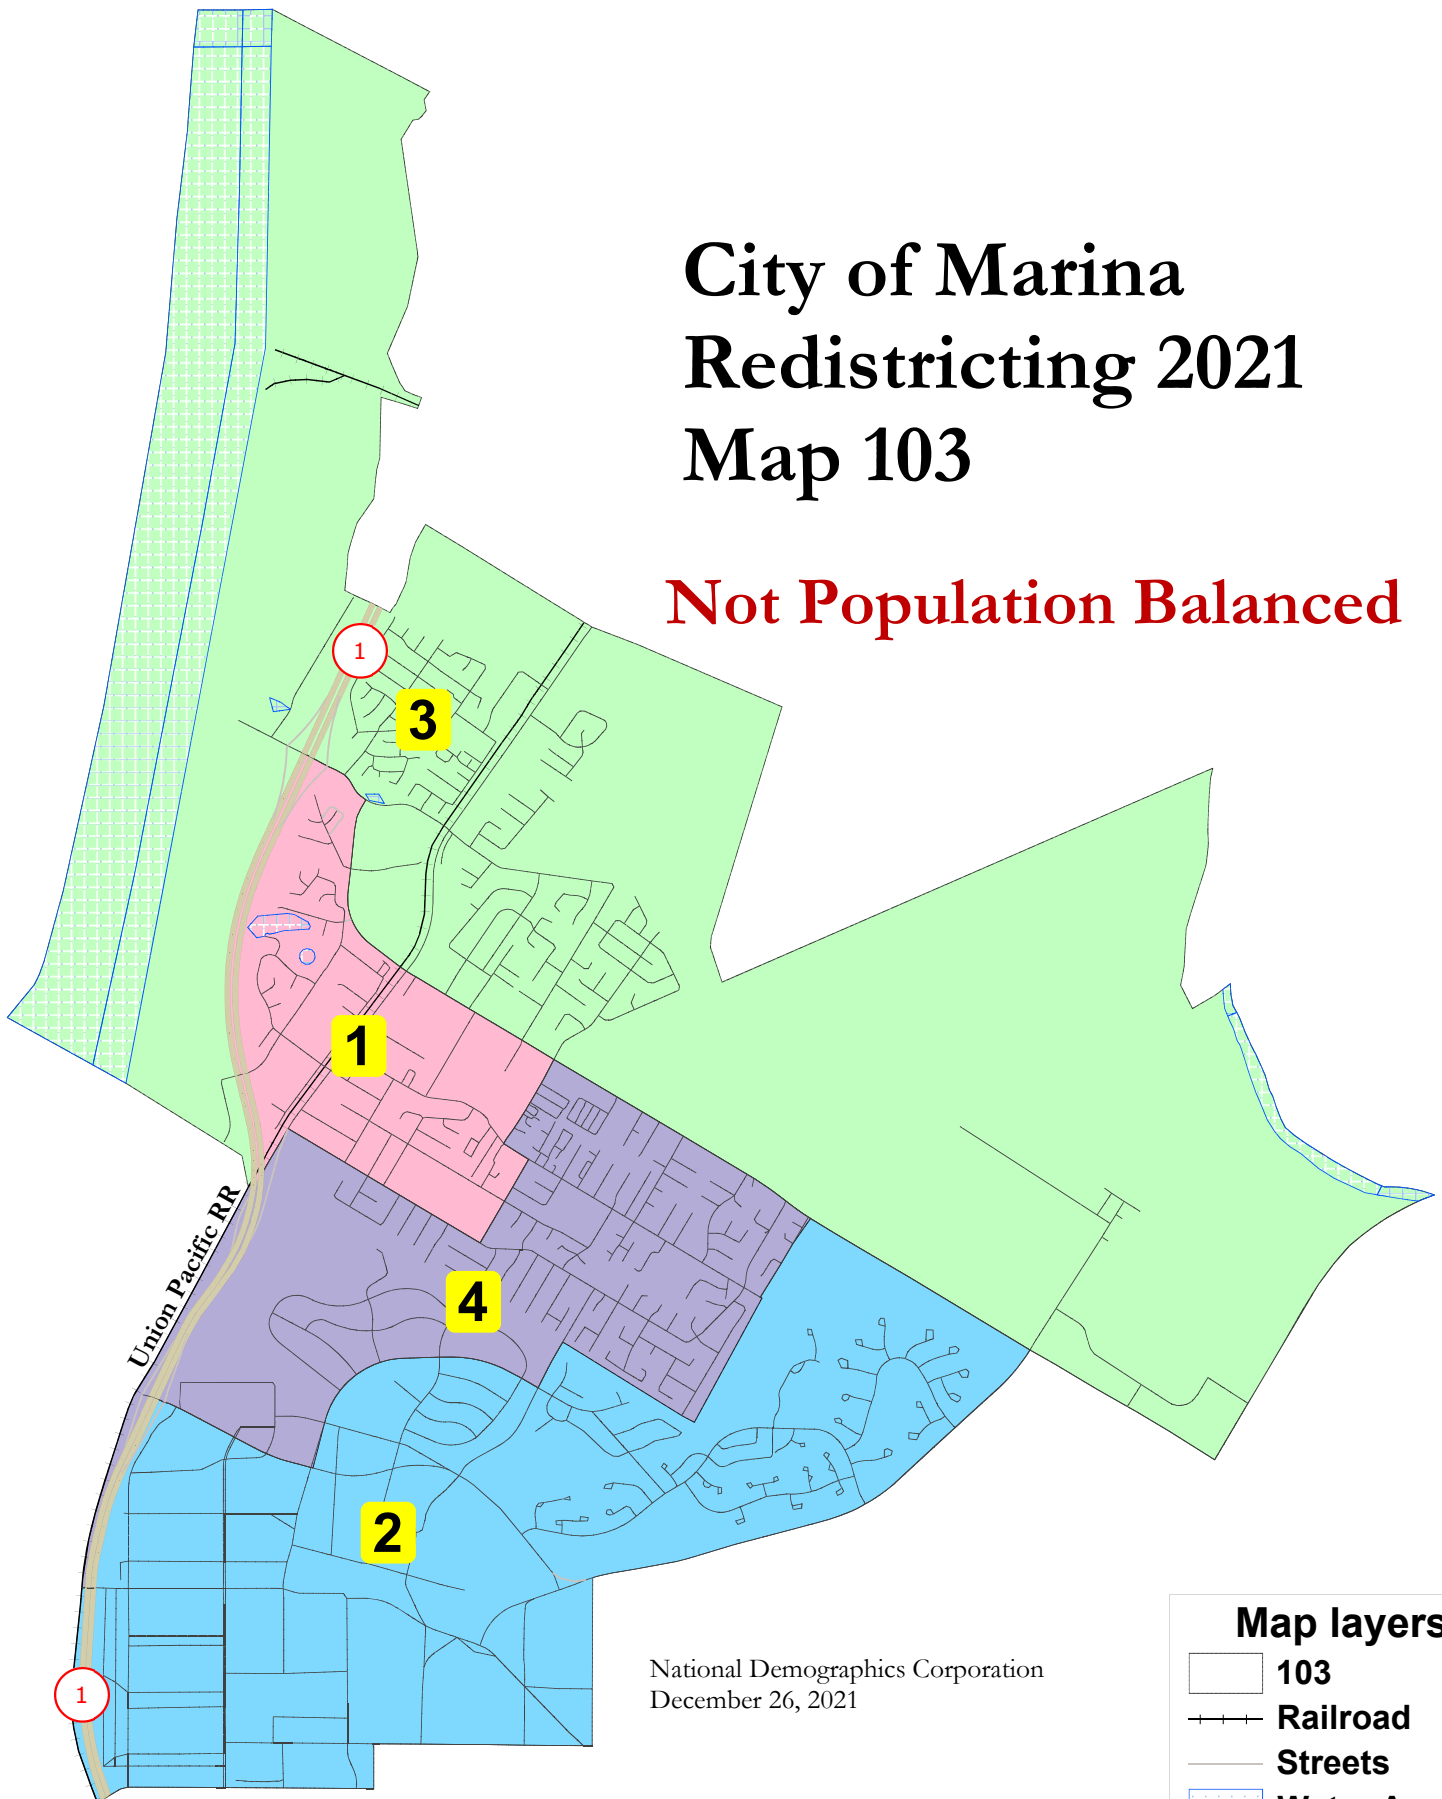 City of Marina
Redistricting 2021
Map 103
Not Population Balanced
1
3
1
4
2
1
Union Pacific RR
National Demographics Corporation
December 26, 2021
Map layers
103
Railroad
Streets